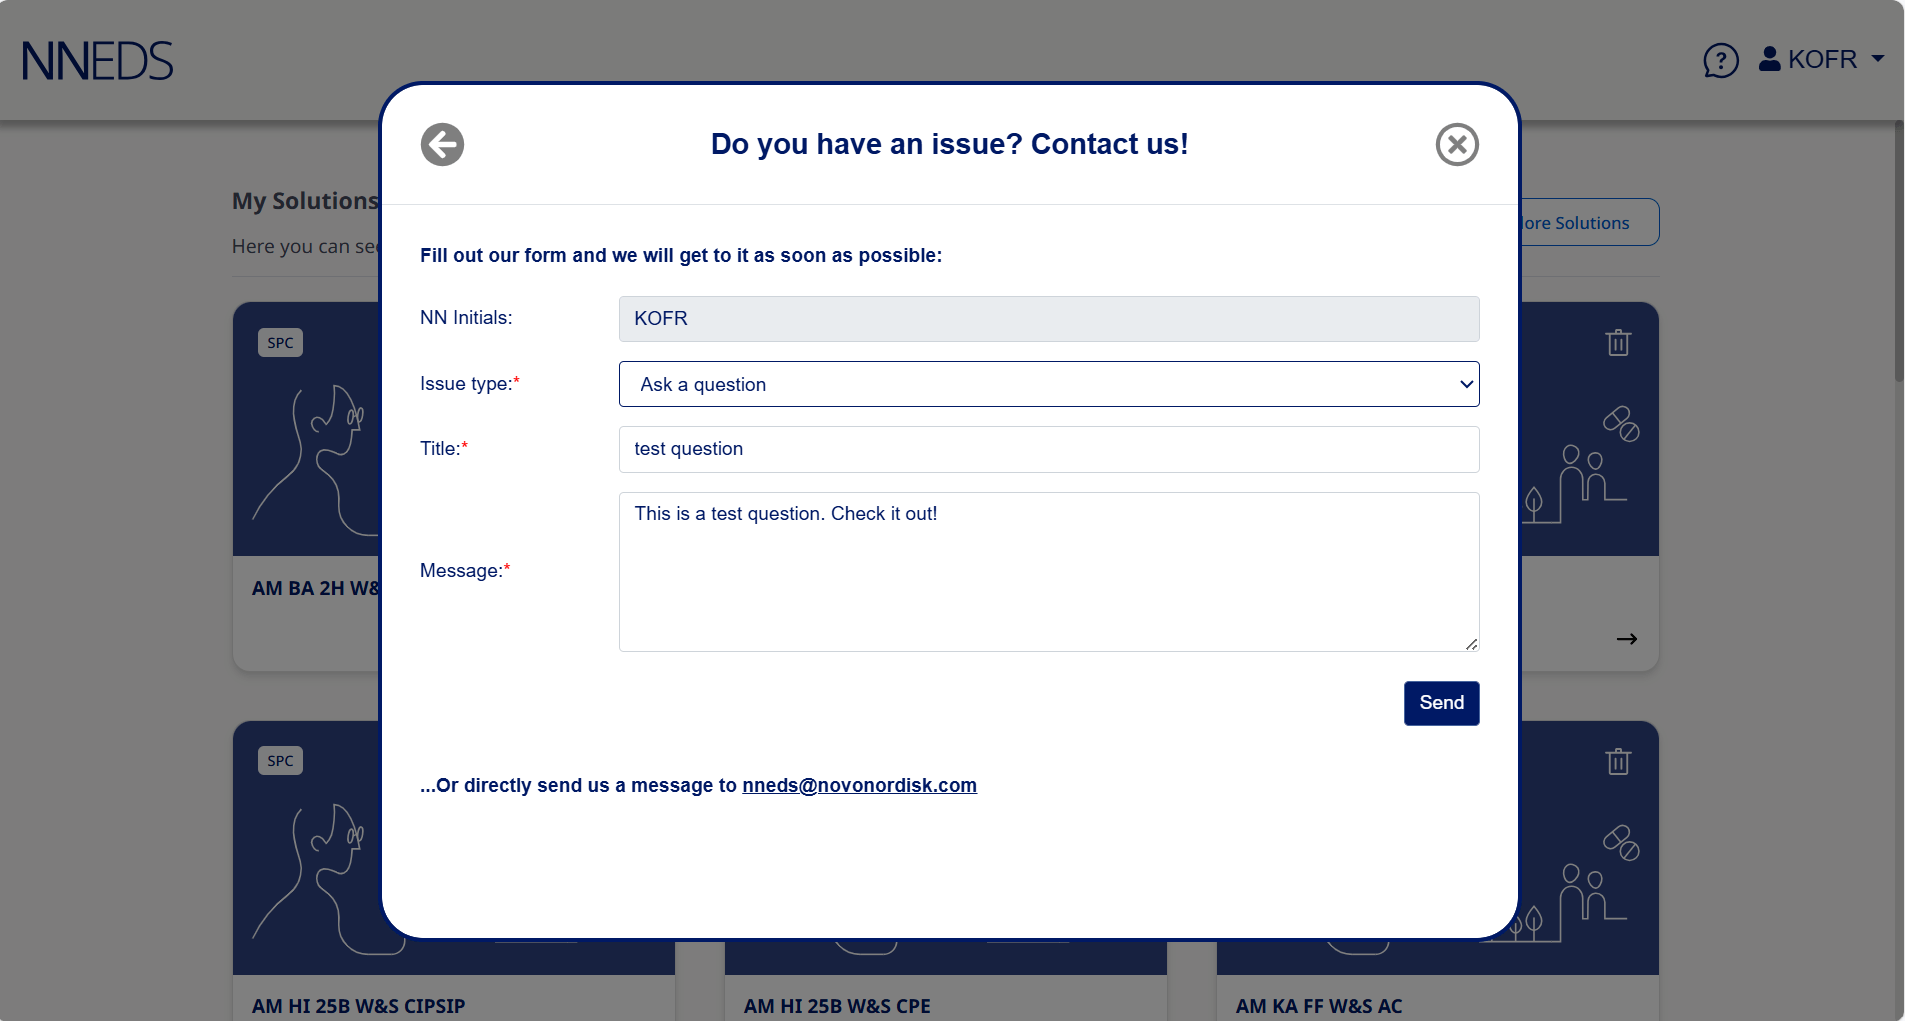 NNEDS
KOFR
Do you have an issue? Contact us!
My Solutions
Here you can see
More Solutions
Fill out our form and we will get to it as soon as possible:
NN Initials:
KOFR
Issue type:*
Ask a question
Title:*
test question
Message:*
This is a test question. Check it out!
Send
...Or directly send us a message to nneds@novonordisk.com
SPC
AM BA 2H W&S
SPC
AM HI 25B W&S CIPSIP
AM HI 25B W&S CPE
AM KA FF W&S AC